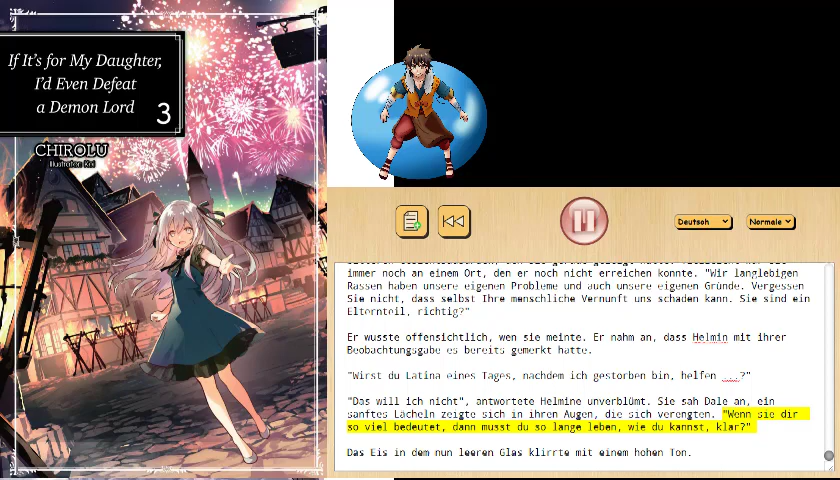 If It's for My Daughter,
I'd Even Defeat
a Demon Lord
3
CHIROLU
Illustrator: Kei
Deutsch
Normale
immer noch an einem Ort, den er noch nicht erreichen konnte. "Wir langlebigen
Rassen haben unsere eigenen Probleme und auch unsere eigenen Gründe. Vergessen
Sie nicht, dass selbst Ihre menschliche Vernunft uns schaden kann. Sie sind ein
Elternteil, richtig?"
Er wusste offensichtlich, wen sie meinte. Er nahm an, dass Helmin mit ihrer
Beobachtungsgabe es bereits gemerkt hatte.
"Wirst du Latina eines Tages, nachdem ich gestorben bin, helfen ...?"
"Das will ich nicht", antwortete Helmine unverblümt. Sie sah Dale an, ein
sanftes Lächeln zeigte sich in ihren Augen, die sich verengten. "Wenn sie dir
so viel bedeutet, dann musst du so lange leben, wie du kannst, klar?"
Das Eis in dem nun leeren Glas klirrte mit einem hohen Ton.